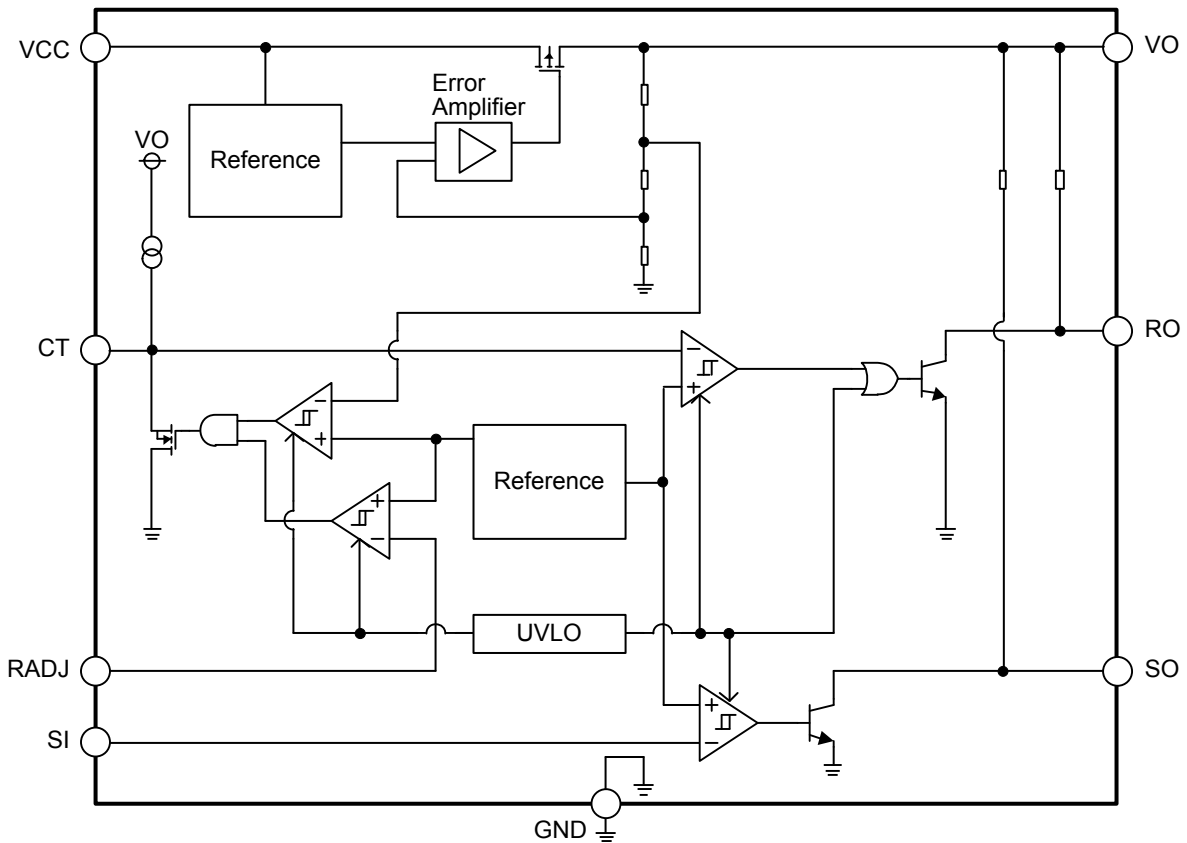 VCC
VO
Error
Amplifier
VO
Reference
CT
RO
−
+
−
+
Reference
+
−
UVLO
RADJ
SO
+
−
SI
GND